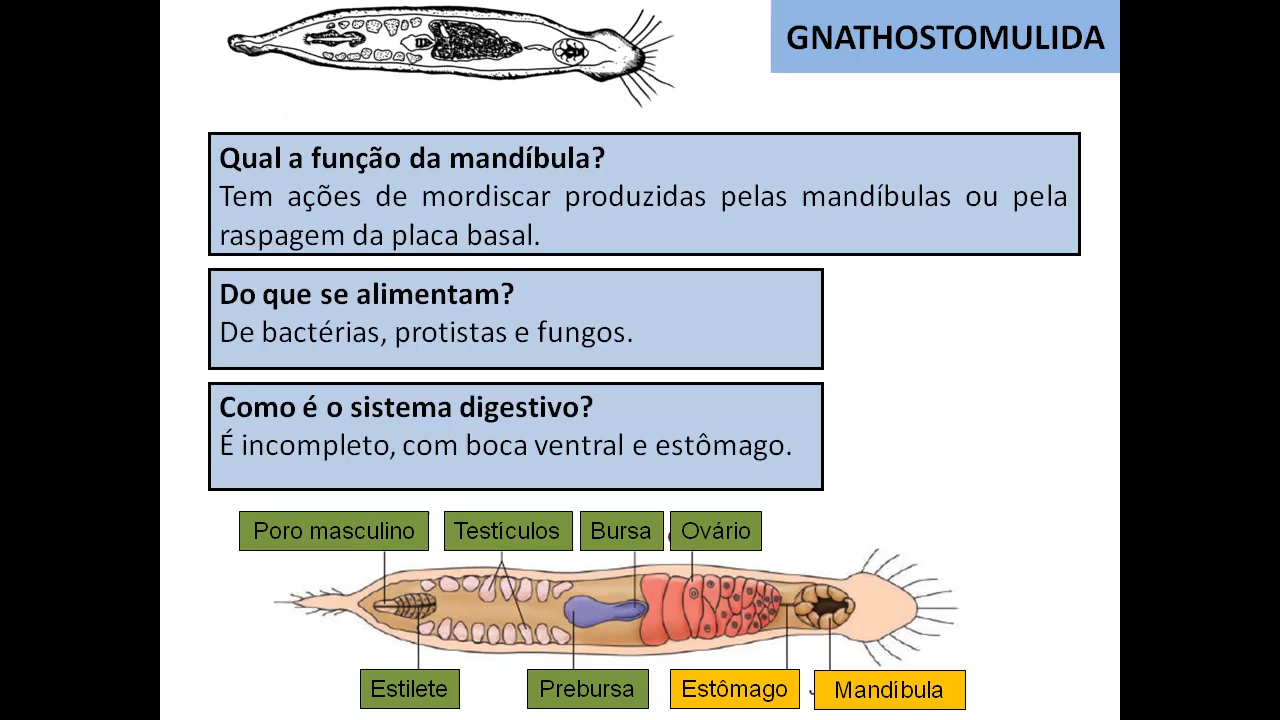 GNATHOSTOMULIDA
Qual a função da mandíbula?
Tem ações de mordiscar produzidas pelas mandíbulas ou pela
raspagem da placa basal.
Do que se alimentam?
De bactérias, protistas e fungos.
Como é o sistema digestivo?
É incompleto, com boca ventral e estômago.
Poro masculino
Testículos
Bursa
Ovário
Estilete
Prebursa
Estômago
Mandíbula